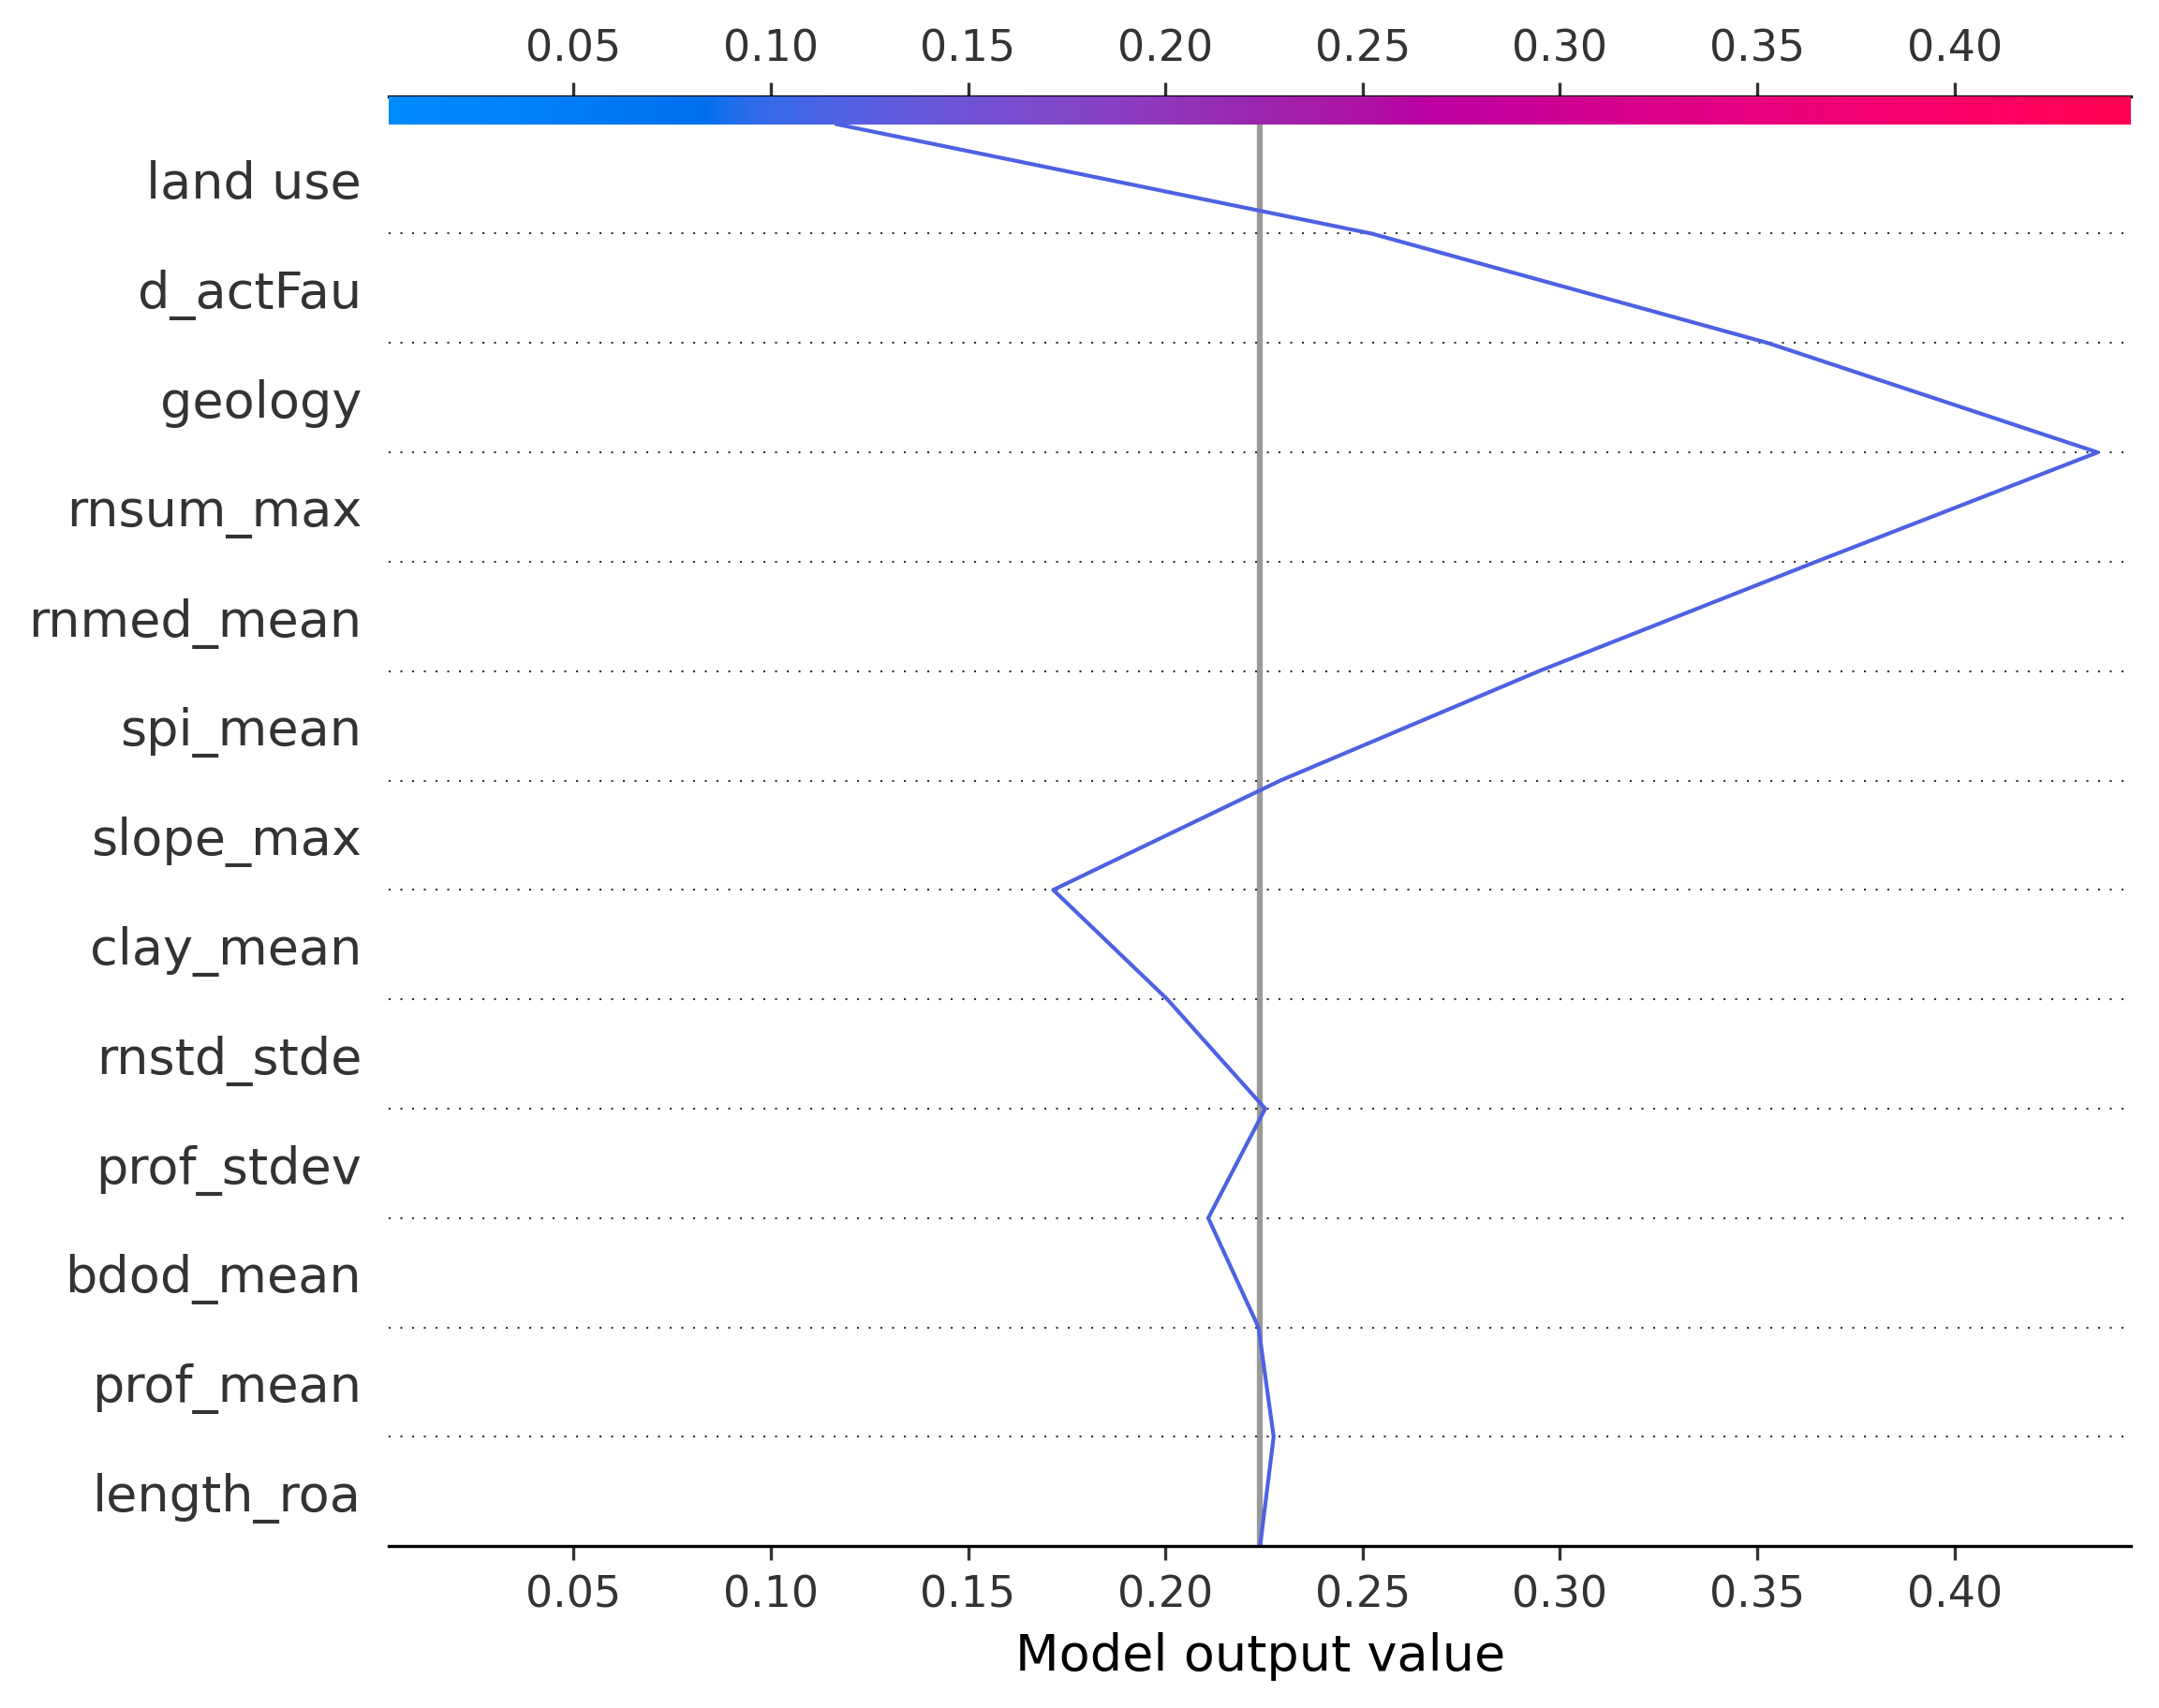 0.05 0.10 0.15 0.20 0.25 0.30 0.35 0.40
land use
d_actFau
geology
rnsum_max
rnmed_mean
spi_mean
slope_max
clay_mean
rnstd_stde
prof_stdev
bdod_mean
prof_mean
length_roa
0.05 0.10 0.15 0.20 0.25 0.30 0.35 0.40
Model output value